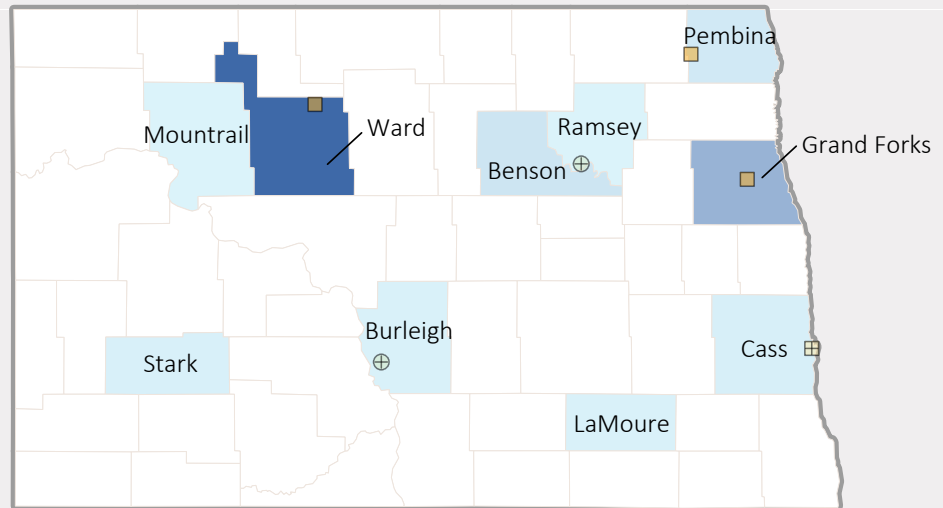 Pembina
Mountrail
Ward
Ramsey
Benson
Grand Forks
Burleigh
Stark
Cass
LaMoure